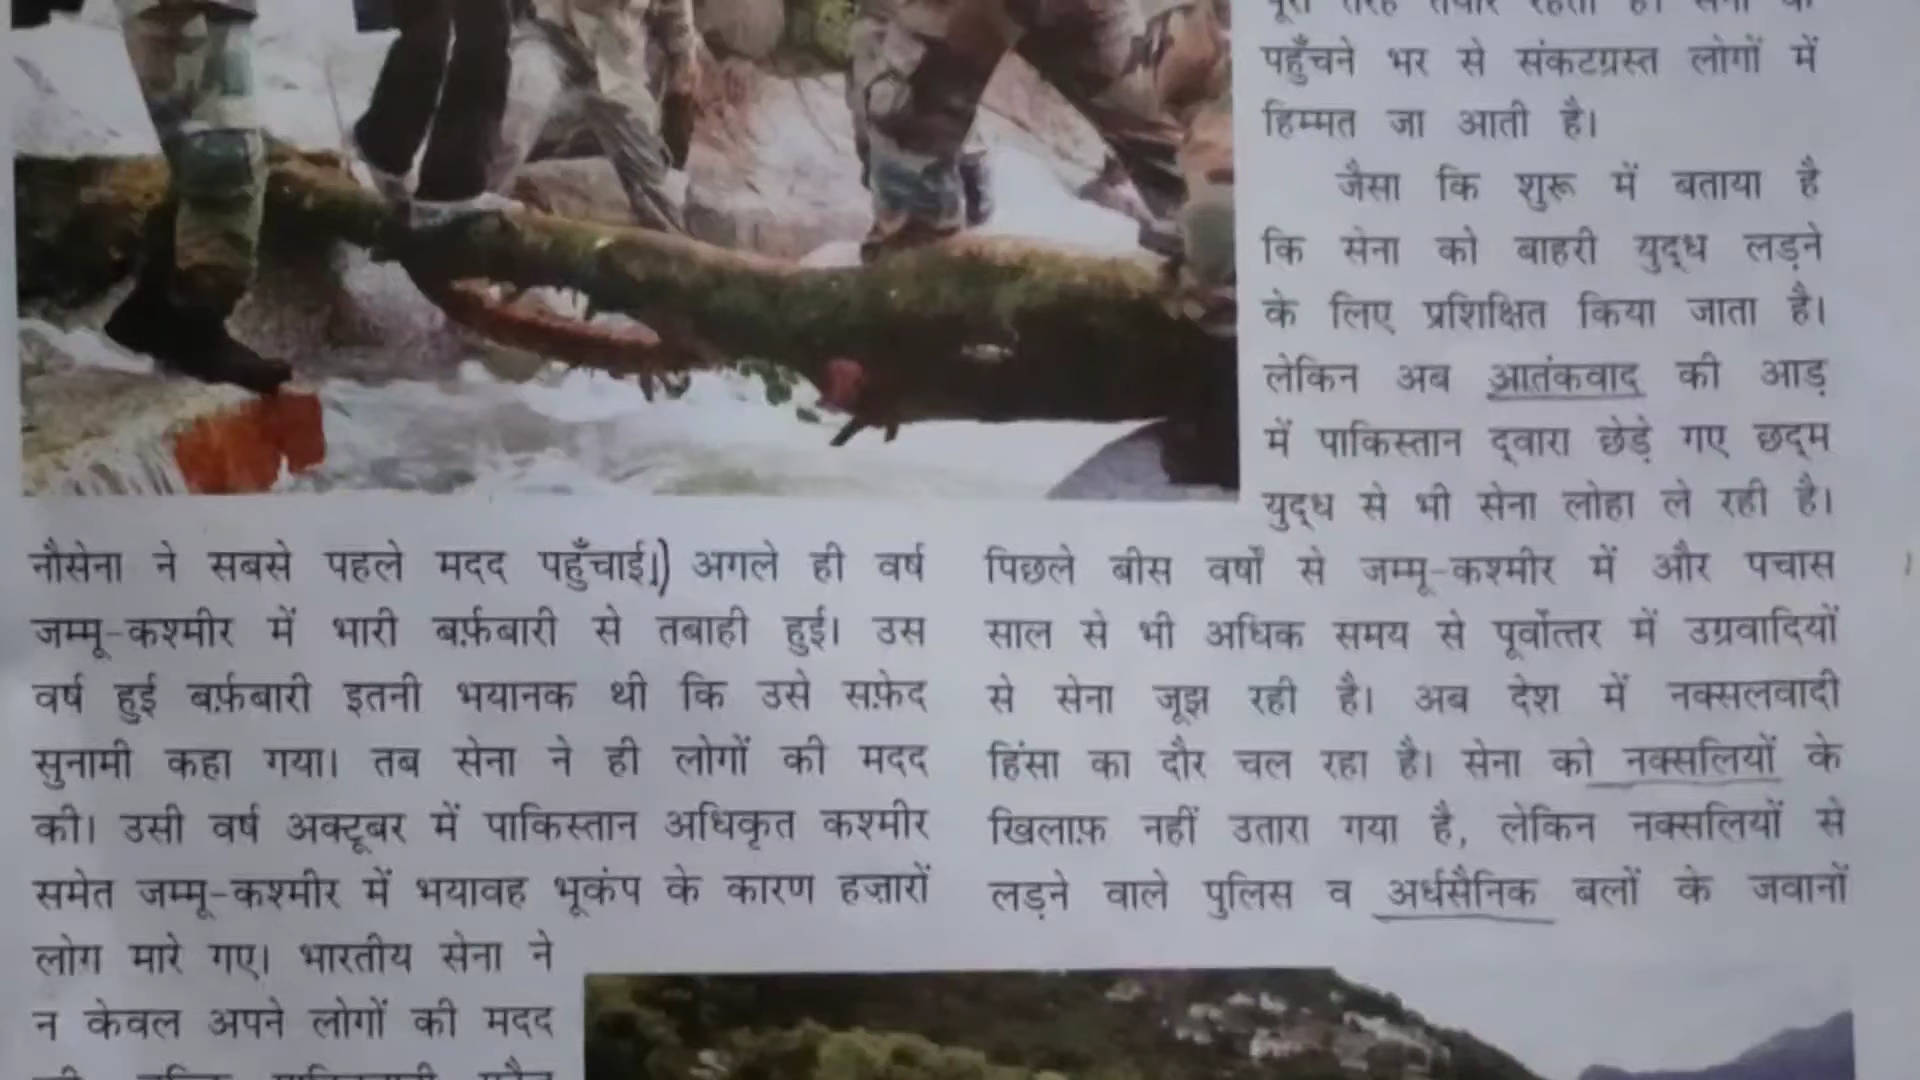 नौसेना ने सबसे पहले मदद पहुँचाई।) अगले ही वर्ष
जम्मू-कश्मीर में भारी बर्फ़बारी से तबाही हुई। उस
वर्ष हुई बर्फ़बारी इतनी भयानक थी कि उसे सफ़ेद
सुनामी कहा गया। तब सेना ने ही लोगों की मदद
की। उसी वर्ष अक्टूबर में पाकिस्तान अधिकृत कश्मीर
समेत जम्मू-कश्मीर में भयावह भूकंप के कारण हज़ारों
लोग मारे गए। भारतीय सेना ने
न केवल अपने लोगों की मदद
पूरी तरह तैयार रहती है। सेना के
पहुँचने भर से संकटग्रस्त लोगों में
हिम्मत जा आती है।
जैसा कि शुरू में बताया है
कि सेना को बाहरी युद्ध लड़ने
के लिए प्रशिक्षित किया जाता है।
लेकिन अब आतंकवाद की आड़
में पाकिस्तान द्वारा छेड़े गए छद्म
युद्ध से भी सेना लोहा ले रही है।
पिछले बीस वर्षों से जम्मू-कश्मीर में और पचास
साल से भी अधिक समय से पूर्वोत्तर में उग्रवादियों
से सेना जूझ रही है। अब देश में नक्सलवादी
हिंसा का दौर चल रहा है। सेना को नक्सलियों के
खिलाफ़ नहीं उतारा गया है, लेकिन नक्सलियों से
लड़ने वाले पुलिस व अर्धसैनिक बलों के जवानों